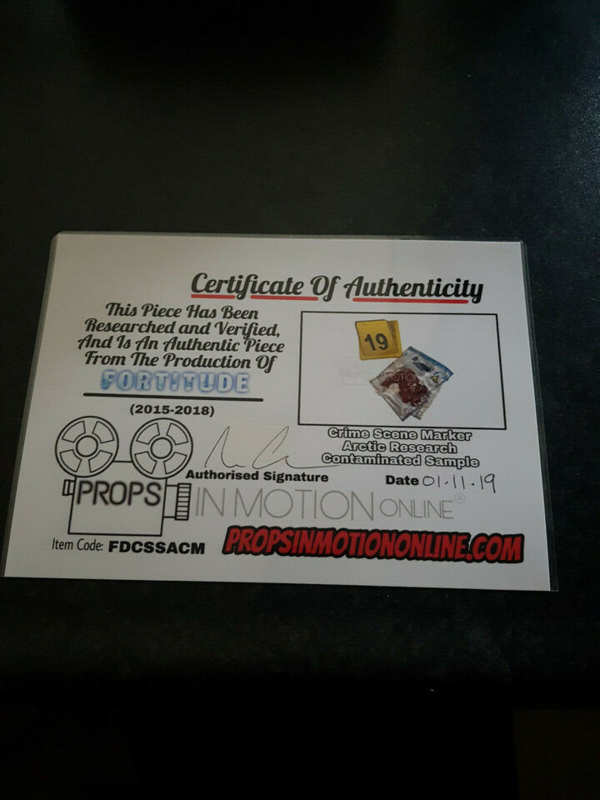 Certificate Of Authenticity
This Piece Has Been
Researched and Verified,
And Is An Authentic Piece
From The Production Of
FORTITUDE
(2015-2018)
19
Crime Scene Marker
Arctic Research
Contaminated Sample
Authorised Signature
Date 01.11.19
PROPS IN MOTION ONLINE®
Item Code: FDCSSACM
PROPSINMOTIONONLINE.COM